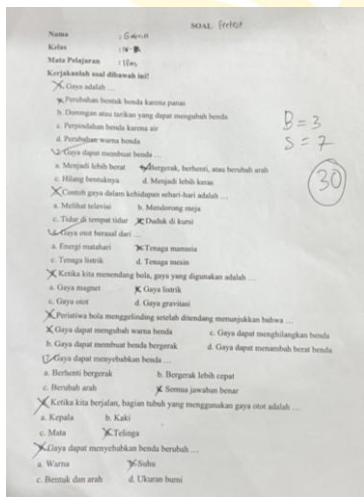 SOAL Pretest
Nama :
Kelas : IV-
Mata Pelajaran :
Kerjakanlah soal dibawah ini!
Gaya adalah ...
a. Perubahan bentuk benda karena panas
b. Dorongan atau tarikan yang dapat mengubah benda
c. Perpindahan benda karena air
d. Perubahan warna benda
2. Gaya dapat membuat benda ...
a. Menjadi lebih berat b. Bergerak, berhenti, atau berubah arah
c. Hilang bentuknya d. Menjadi lebih keras
Contoh gaya dalam kehidupan sehari-hari adalah ...
a. Melihat televisi b. Mendorong meja
c. Tidur di tempat tidur d. Duduk di kursi
Gaya otot berasal dari ...
a. Energi matahari b. Tenaga manusia
c. Tenaga listrik d. Tenaga mesin
Ketika kita menendang bola, gaya yang digunakan adalah ...
a. Gaya magnet b. Gaya listrik
c. Gaya otot d. Gaya gravitasi
Peristiwa bola menggelinding setelah ditendang menunjukkan bahwa ...
a. Gaya dapat mengubah warna benda c. Gaya dapat menghilangkan benda
b. Gaya dapat membuat benda bergerak d. Gaya dapat menambah berat benda
Gaya dapat menyebabkan benda ...
a. Berhenti bergerak b. Bergerak lebih cepat
c. Berubah arah d. Semua jawaban benar
Ketika kita berjalan, bagian tubuh yang menggunakan gaya otot adalah ...
a. Kepala b. Kaki
c. Mata d. Telinga
Gaya dapat menyebabkan benda berubah ...
a. Warna b. Suhu
c. Bentuk dan arah d. Ukuran bumi
B = 3
S = 7
30